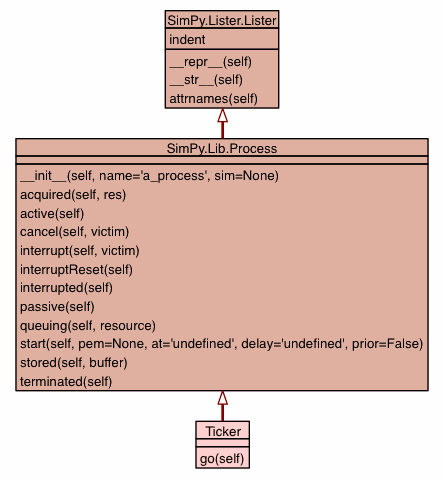 SimPy.Lister.Lister
indent
__repr__(self)
__str__(self)
attrnames(self)
SimPy.Lib.Process
__init__(self, name='a_process', sim=None)
acquired(self, res)
active(self)
cancel(self, victim)
interrupt(self, victim)
interruptReset(self)
interrupted(self)
passive(self)
queuing(self, resource)
start(self, pem=None, at='undefined', delay='undefined', prior=False)
stored(self, buffer)
terminated(self)
Ticker
go(self)